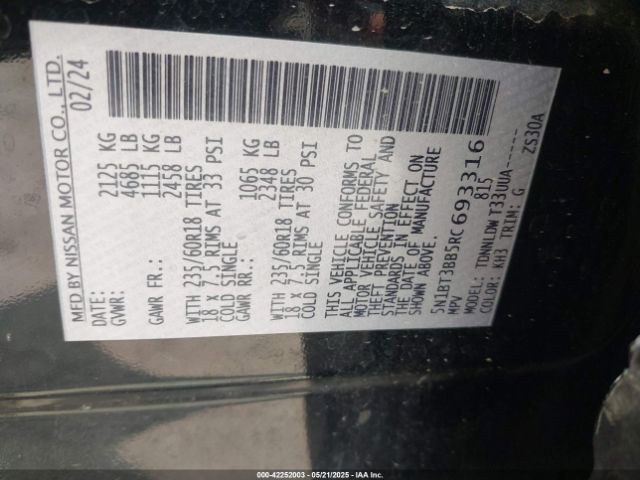 MFD BY NISSAN MOTOR CO., LTD.
DATE: 02/24
GVWR: 2125 KG
4685 LB
GAWR FR.: 1115 KG
2458 LB
WITH 235/60R18 TIRES
18 X 7.5 RIMS AT 33 PSI
COLD SINGLE
GAWR RR.: 1065 KG
2348 LB
WITH 235/60R18 TIRES
18 X 7.5 RIMS AT 30 PSI
COLD SINGLE
THIS VEHICLE CONFORMS TO
ALL APPLICABLE FEDERAL
MOTOR VEHICLE SAFETY AND
THEFT PREVENTION
STANDARDS IN EFFECT ON
THE DATE OF MANUFACTURE
SHOWN ABOVE.
5N1BT3BB5RC693316
MPV 815
MODEL: TDNNLDW T33UUA------
COLOR: KH3 TRIM: G ZS30A
000-42252003 - 05/21/2025 - IAAI.COM